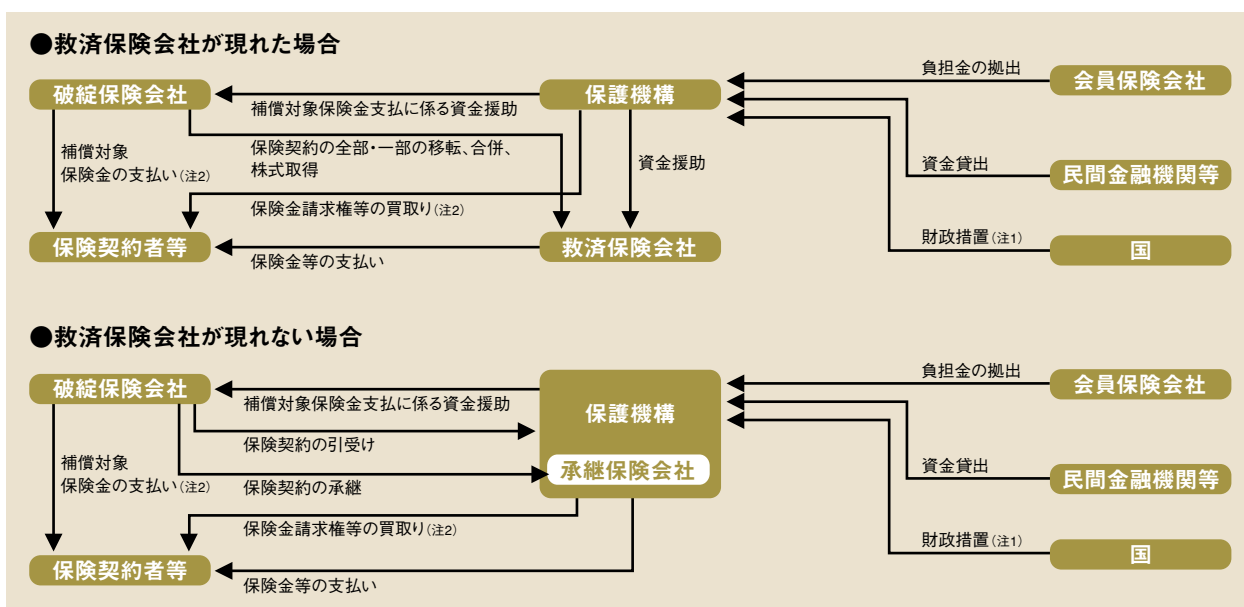 ●救済保険会社が現れた場合
破綻保険会社
補償対象保険金支払に係る資金援助
保護機構
負担金の拠出
会員保険会社
補償対象
保険金の支払い(注2)
保険契約の全部・一部の移転、合併、
株式取得
資金援助
資金貸出
民間金融機関等
保険金請求権等の買取り(注2)
保険契約者等
保険金等の支払い
救済保険会社
財政措置(注1)
国
●救済保険会社が現れない場合
破綻保険会社
補償対象保険金支払に係る資金援助
保護機構
負担金の拠出
会員保険会社
保険契約の引受け
補償対象
保険金の支払い(注2)
保険契約の承継
承継保険会社
資金貸出
民間金融機関等
保険金請求権等の買取り(注2)
保険契約者等
保険金等の支払い
財政措置(注1)
国